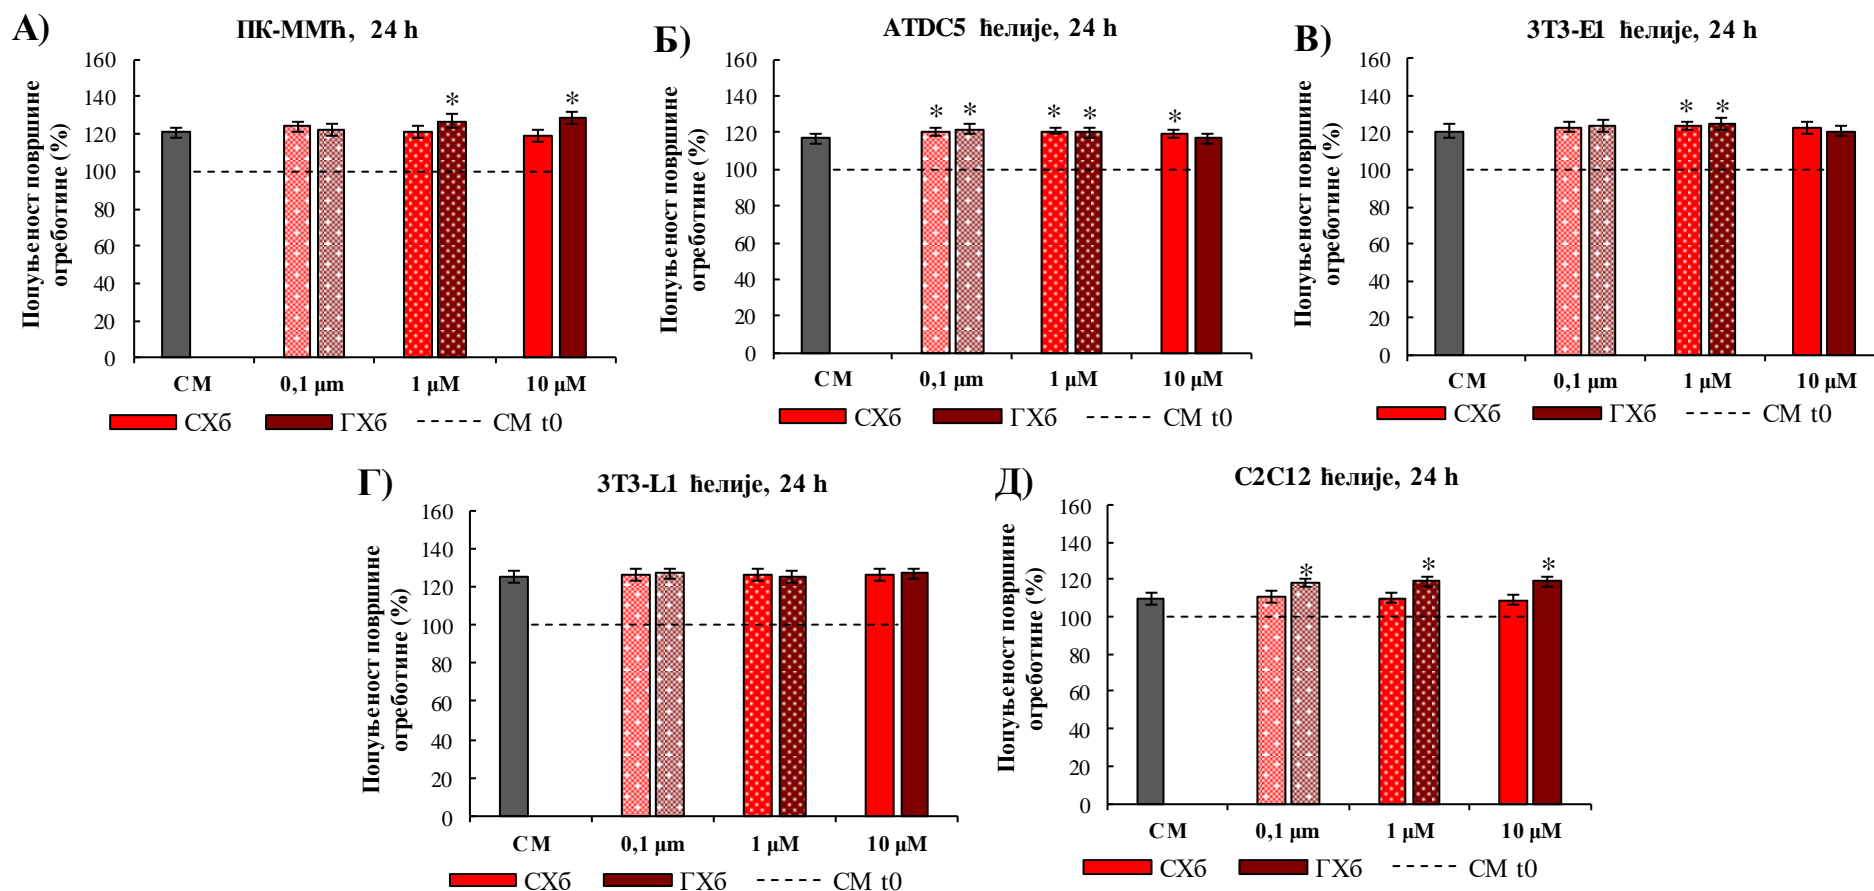 А)
ПК-ММЋ, 24 h
Попуњеност површине
огреботине (%)
160
140
120
100
80
60
40
20
0
* *
СМ 0,1 μm 1 μM 10 μM
СХб ГХб СМ t0
Б)
ATDC5 ћелије, 24 h
Попуњеност површине
огреботине (%)
160
140
120
100
80
60
40
20
0
* * * * *
СМ 0,1 μm 1 μM 10 μM
СХб ГХб СМ t0
В)
3T3-E1 ћелије, 24 h
Попуњеност површине
огреботине (%)
160
140
120
100
80
60
40
20
0
* *
СМ 0,1 μm 1 μM 10 μM
СХб ГХб СМ t0
Г)
3T3-L1 ћелије, 24 h
Попуњеност површине
огреботине (%)
160
140
120
100
80
60
40
20
0
СМ 0,1 μm 1 μM 10 μM
СХб ГХб СМ t0
Д)
C2C12 ћелије, 24 h
Попуњеност површине
огреботине (%)
160
140
120
100
80
60
40
20
0
* * *
СМ 0,1 μm 1 μM 10 μM
СХб ГХб СМ t0